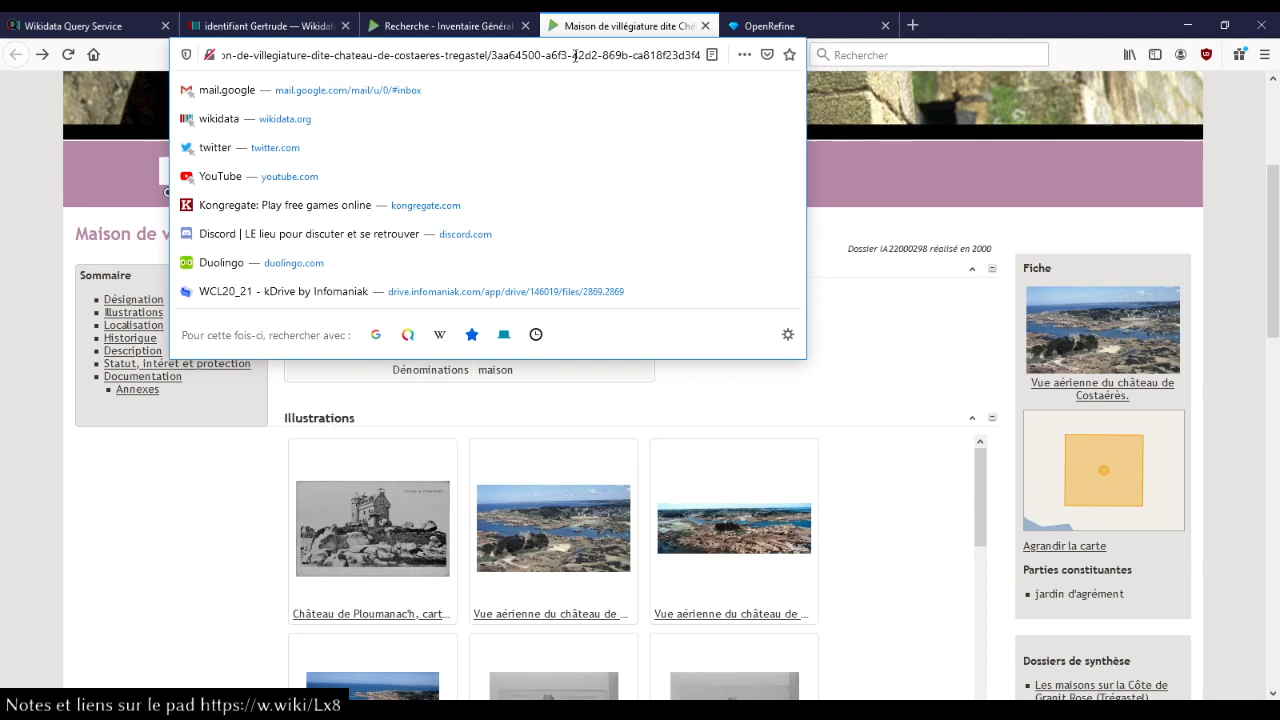 Wikidata Query Service
identifiant Gertrude — Wikidat
Recherche - Inventaire Général
Maison de villégiature dite Châ
OpenRefine
on-de-villegiature-dite-chateau-de-costaeres-tregastel/3aa64500-a6f3-42d2-869b-ca818f23d3f4
Rechercher
mail.google — mail.google.com/mail/u/0/#inbox
wikidata — wikidata.org
twitter — twitter.com
YouTube — youtube.com
Kongregate: Play free games online — kongregate.com
Discord | LE lieu pour discuter et se retrouver — discord.com
Duolingo — duolingo.com
WCL20_21 - kDrive by Infomaniak — drive.infomaniak.com/app/drive/146019/files/2869.2869
Pour cette fois-ci, rechercher avec :
Maison de v
Dossier IA22000298 réalisé en 2000
Sommaire
Désignation
Illustrations
Localisation
Historique
Description
Statut, intérêt et protection
Documentation
Annexes
Dénominations maison
Illustrations
Château de Ploumanac'h, cart...
Vue aérienne du château de ...
Vue aérienne du château de ...
Fiche
Vue aérienne du château de
Costaérès.
Agrandir la carte
Parties constituantes
jardin d'agrément
Dossiers de synthèse
Les maisons sur la Côte de
Granit Rose (Trégastel)
Notes et liens sur le pad https://w.wiki/Lx8